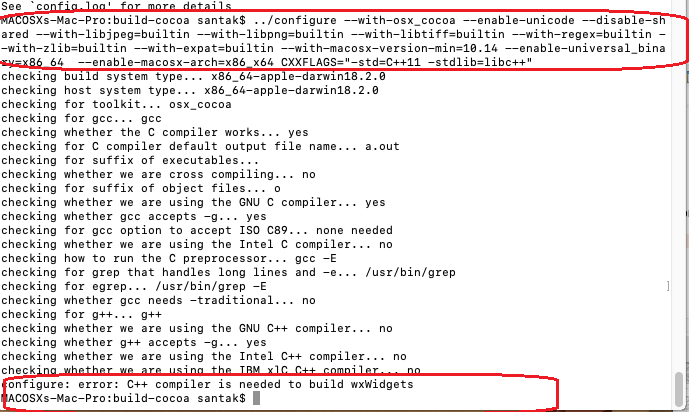 See `config.log' for more details
MACOSXs-Mac-Pro:build-cocoa santak$ ../configure --with-osx_cocoa --enable-unicode --disable-sh
ared --with-libjpeg=builtin --with-libpng=builtin --with-libtiff=builtin --with-regex=builtin -
-with-zlib=builtin --with-expat=builtin --with-macosx-version-min=10.14 --enable-universal_bina
ry=x86_64  --enable-macosx-arch=x86_x64 CXXFLAGS="-std=C++11 -stdlib=libc++"
checking build system type... x86_64-apple-darwin18.2.0
checking host system type... x86_64-apple-darwin18.2.0
checking for toolkit... osx_cocoa
checking for gcc... gcc
checking whether the C compiler works... yes
checking for C compiler default output file name... a.out
checking for suffix of executables...
checking whether we are cross compiling... no
checking for suffix of object files... o
checking whether we are using the GNU C compiler... yes
checking whether gcc accepts -g... yes
checking for gcc option to accept ISO C89... none needed
checking whether we are using the Intel C compiler... no
checking how to run the C preprocessor... gcc -E
checking for grep that handles long lines and -e... /usr/bin/grep
checking for egrep... /usr/bin/grep -E
checking whether gcc needs -traditional... no
checking for g++... g++
checking whether we are using the GNU C++ compiler... no
checking whether g++ accepts -g... yes
checking whether we are using the Intel C++ compiler... no
checking whether we are using the IBM xlC C++ compiler... no
configure: error: C++ compiler is needed to build wxWidgets
MACOSXs-Mac-Pro:build-cocoa santak$